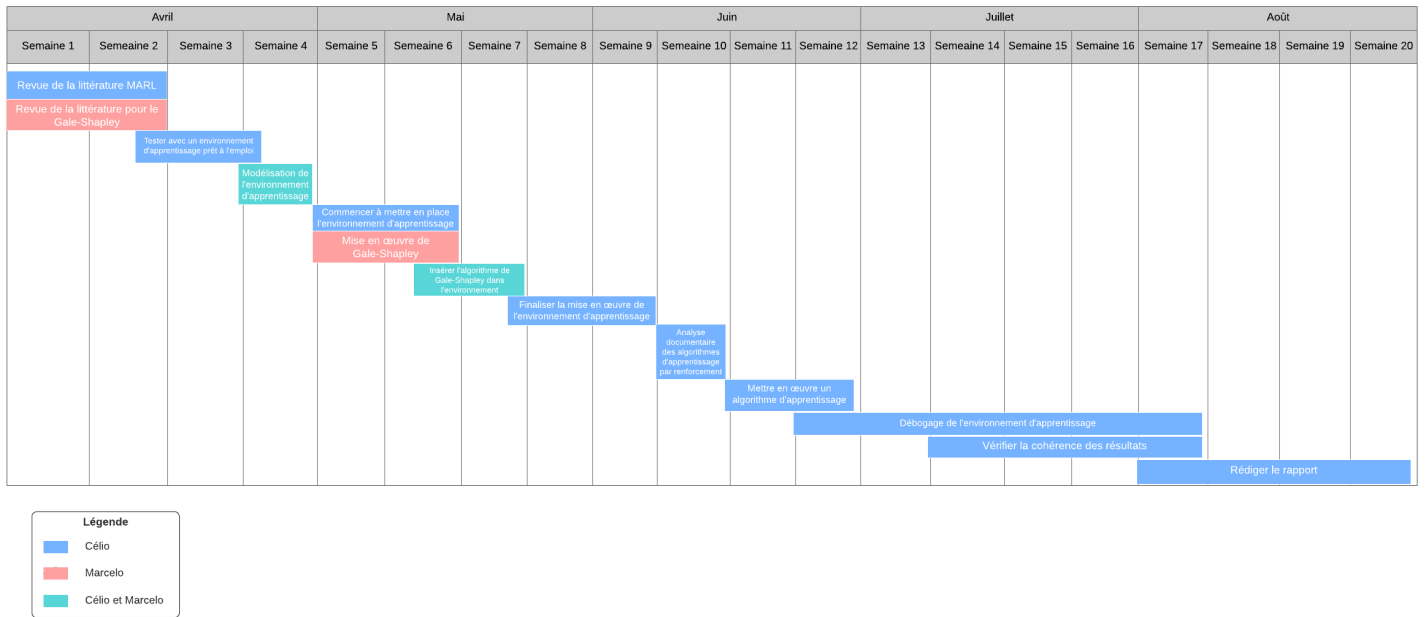 Avril Mai Juin Juillet Août
Semaine 1 Semeaine 2 Semaine 3 Semaine 4 Semaine 5 Semeaine 6 Semaine 7 Semaine 8 Semaine 9 Semeaine 10 Semaine 11 Semaine 12 Semaine 13 Semeaine 14 Semaine 15 Semaine 16 Semaine 17 Semeaine 18 Semaine 19 Semaine 20
Revue de la littérature MARL
Revue de la littérature pour le
Gale-Shapley
Tester avec un environnement
d'apprentissage prêt à l'emploi
Modélisation de
l'environnement
d'apprentissage
Commencer à mettre en place
l'environnement d'apprentissage
Mise en œuvre de
Gale-Shapley
Insérer l'algorithme de
Gale-Shapley dans
l'environnement
Finaliser la mise en œuvre de
l'environnement d'apprentissage
Analyse
documentaire
des algorithmes
d'apprentissage
par renforcement
Mettre en œuvre un
algorithme d'apprentissage
Débogage de l'environnement d'apprentissage
Vérifier la cohérence des résultats
Rédiger le rapport
Légende
Célio
Marcelo
Célio et Marcelo